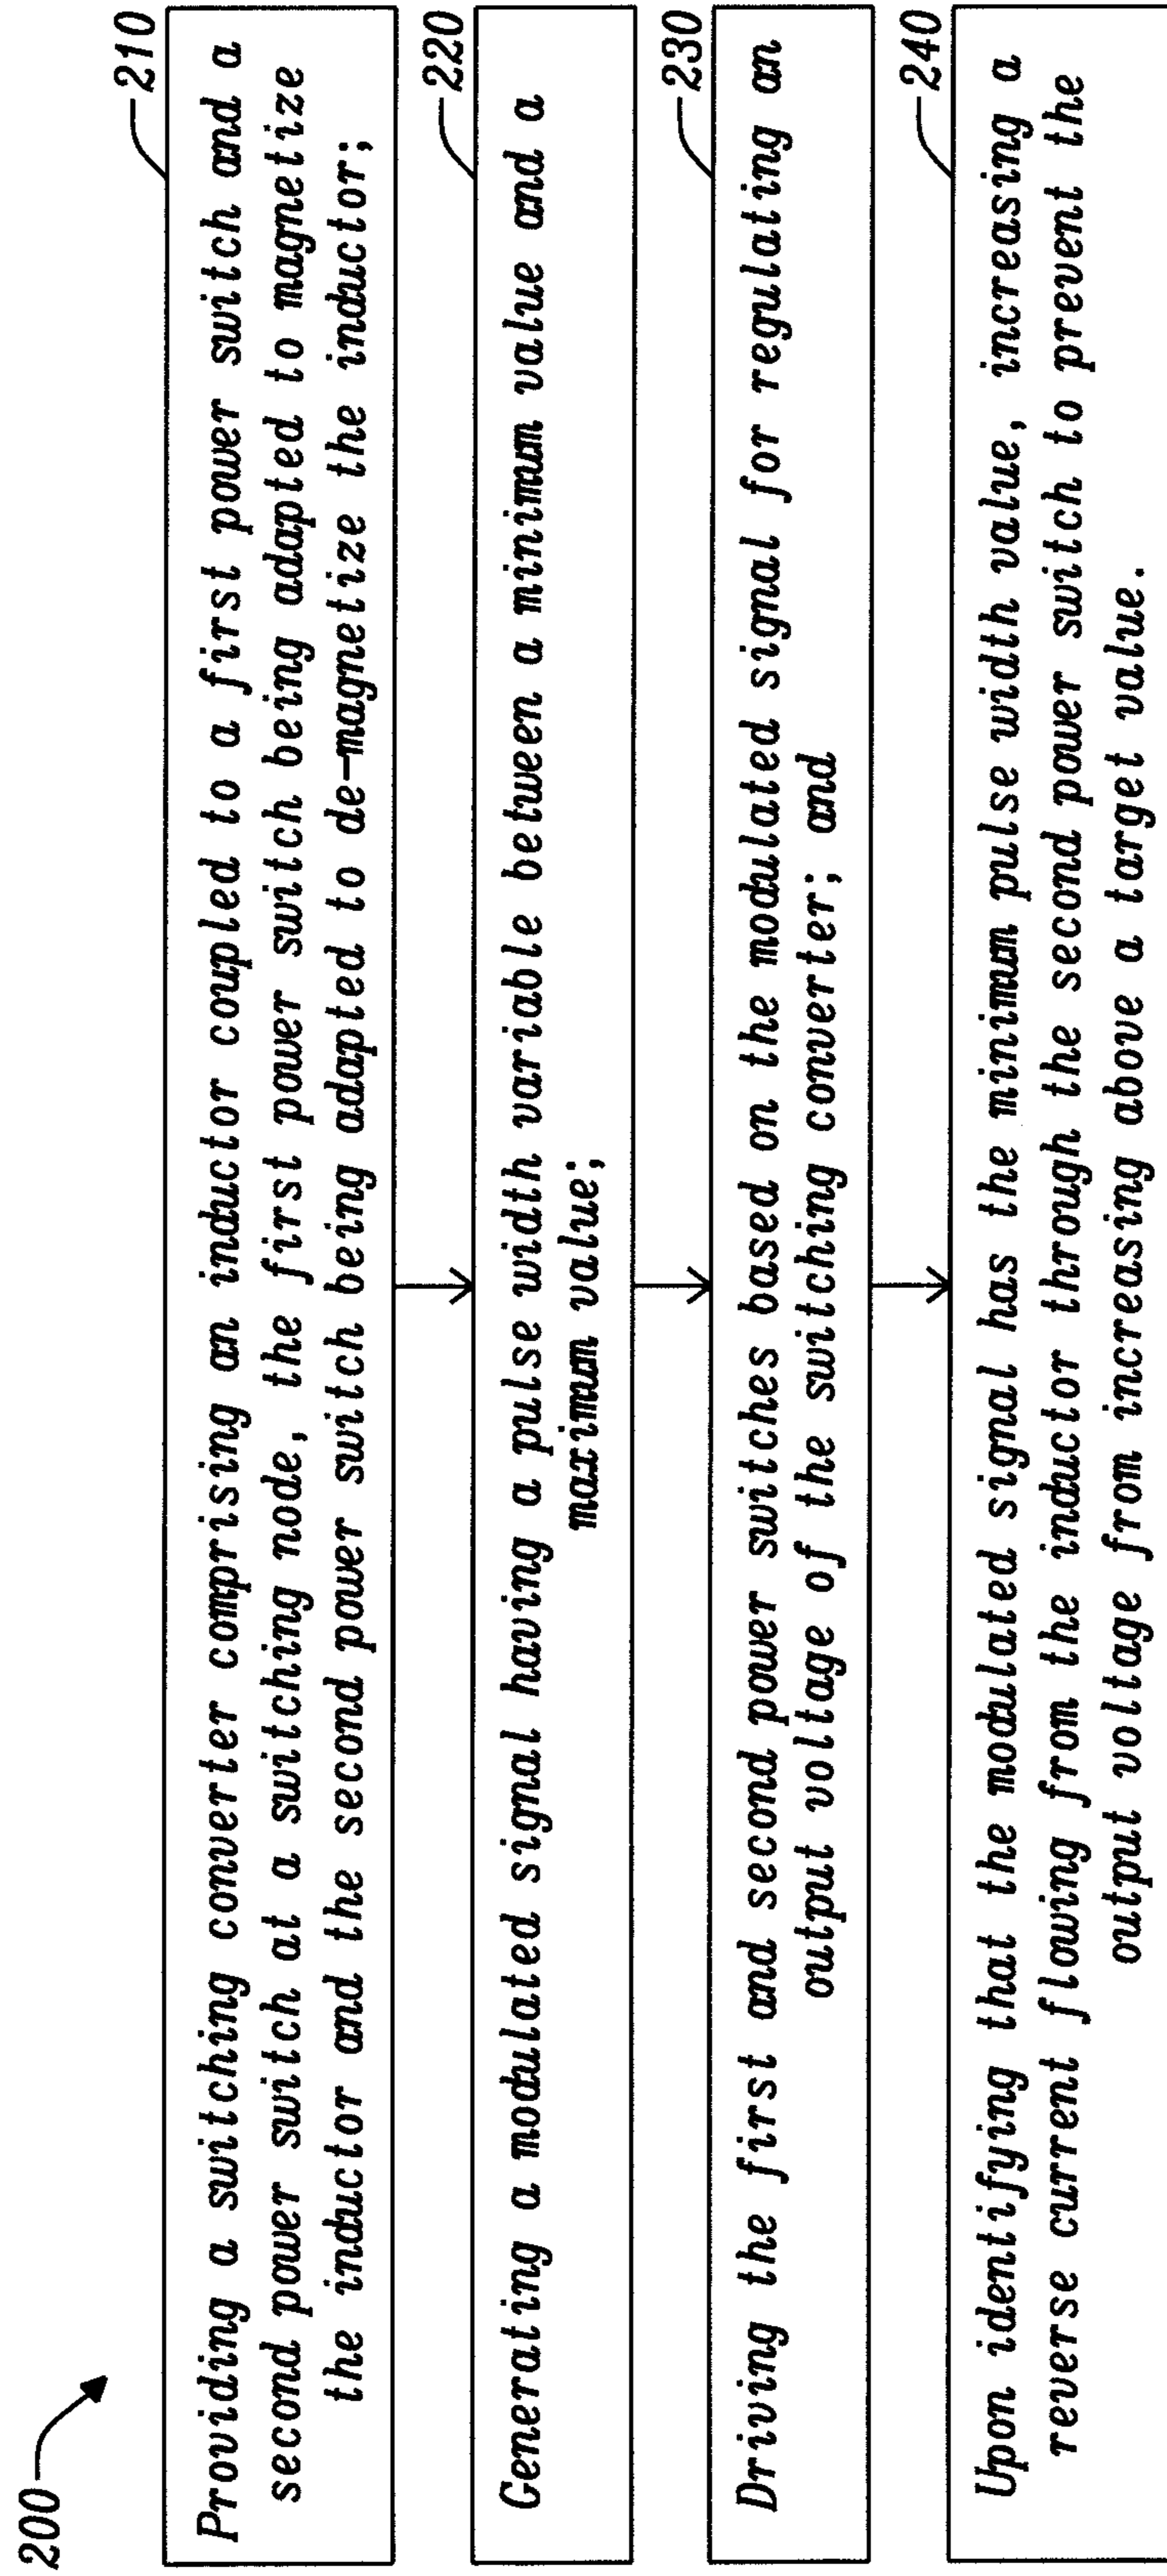 200
210
Providing a switching converter comprising an inductor coupled to a first power switch and a
second power switch at a switching node, the first power switch being adapted to magnetize
the inductor and the second power switch being adapted to de-magnetize the inductor;
220
Generating a modulated signal having a pulse width variable between a minimum value and a
maximum value;
230
Driving the first and second power switches based on the modulated signal for regulating an
output voltage of the switching converter; and
240
Upon identifying that the modulated signal has the minimum pulse width value, increasing a
reverse current flowing from the inductor through the second power switch to prevent the
output voltage from increasing above a target value.